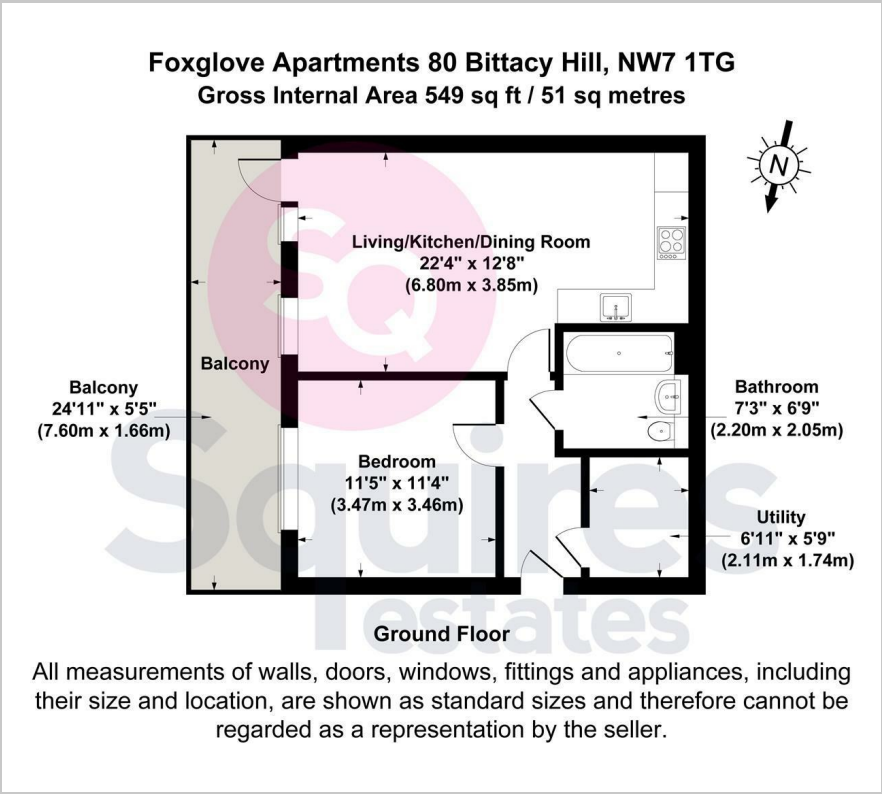 Foxglove Apartments 80 Bittacy Hill, NW7 1TG
Gross Internal Area 549 sq ft / 51 sq metres
N
SQ
Living/Kitchen/Dining Room
22'4" x 12'8"
(6.80m x 3.85m)
Balcony
Balcony
24'11" x 5'5"
(7.60m x 1.66m)
Bathroom
7'3" x 6'9"
(2.20m x 2.05m)
Bedroom
11'5" x 11'4"
(3.47m x 3.46m)
Utility
6'11" x 5'9"
(2.11m x 1.74m)
Squires
estates
Ground Floor
All measurements of walls, doors, windows, fittings and appliances, including
their size and location, are shown as standard sizes and therefore cannot be
regarded as a representation by the seller.